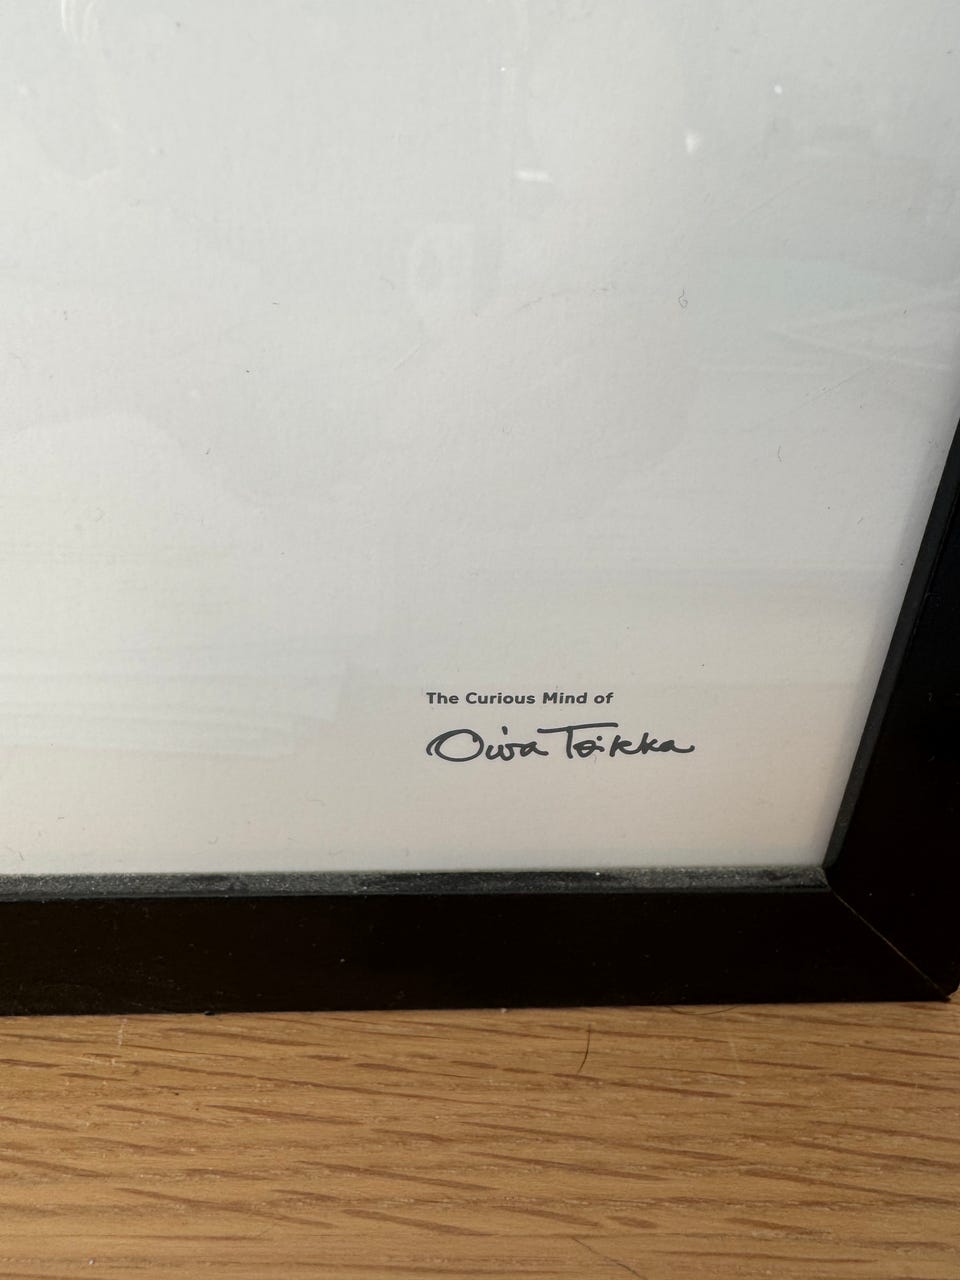 The Curious Mind of
Oiva Toikka